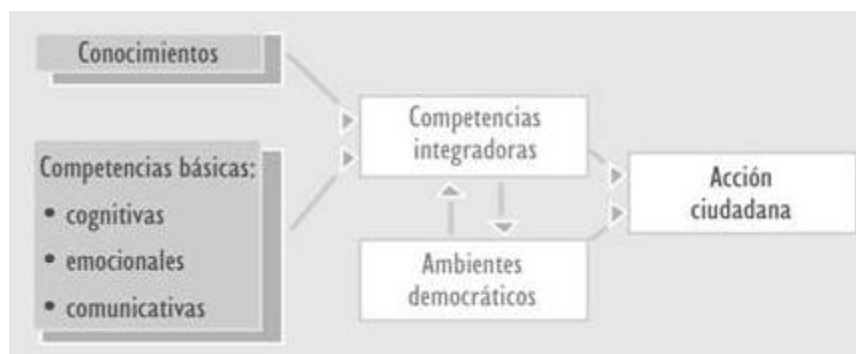 Conocimientos
Competencias básicas:
• cognitivas
• emocionales
• comunicativas
Competencias
integradoras
Ambientes
democráticos
Acción
ciudadana